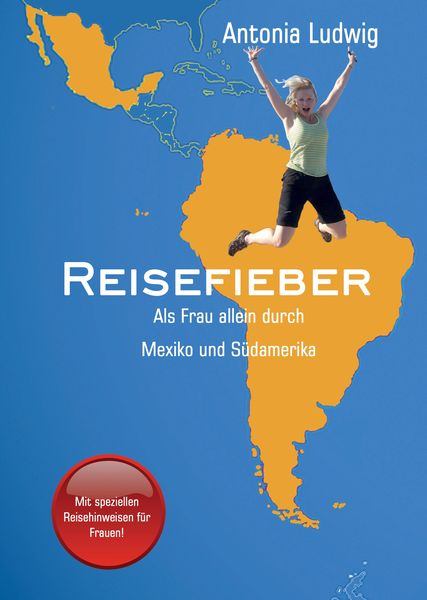 Antonia Ludwig
REISEFIEBER
Als Frau allein durch
Mexiko und Südamerika
Mit speziellen
Reisehinweisen für
Frauen!